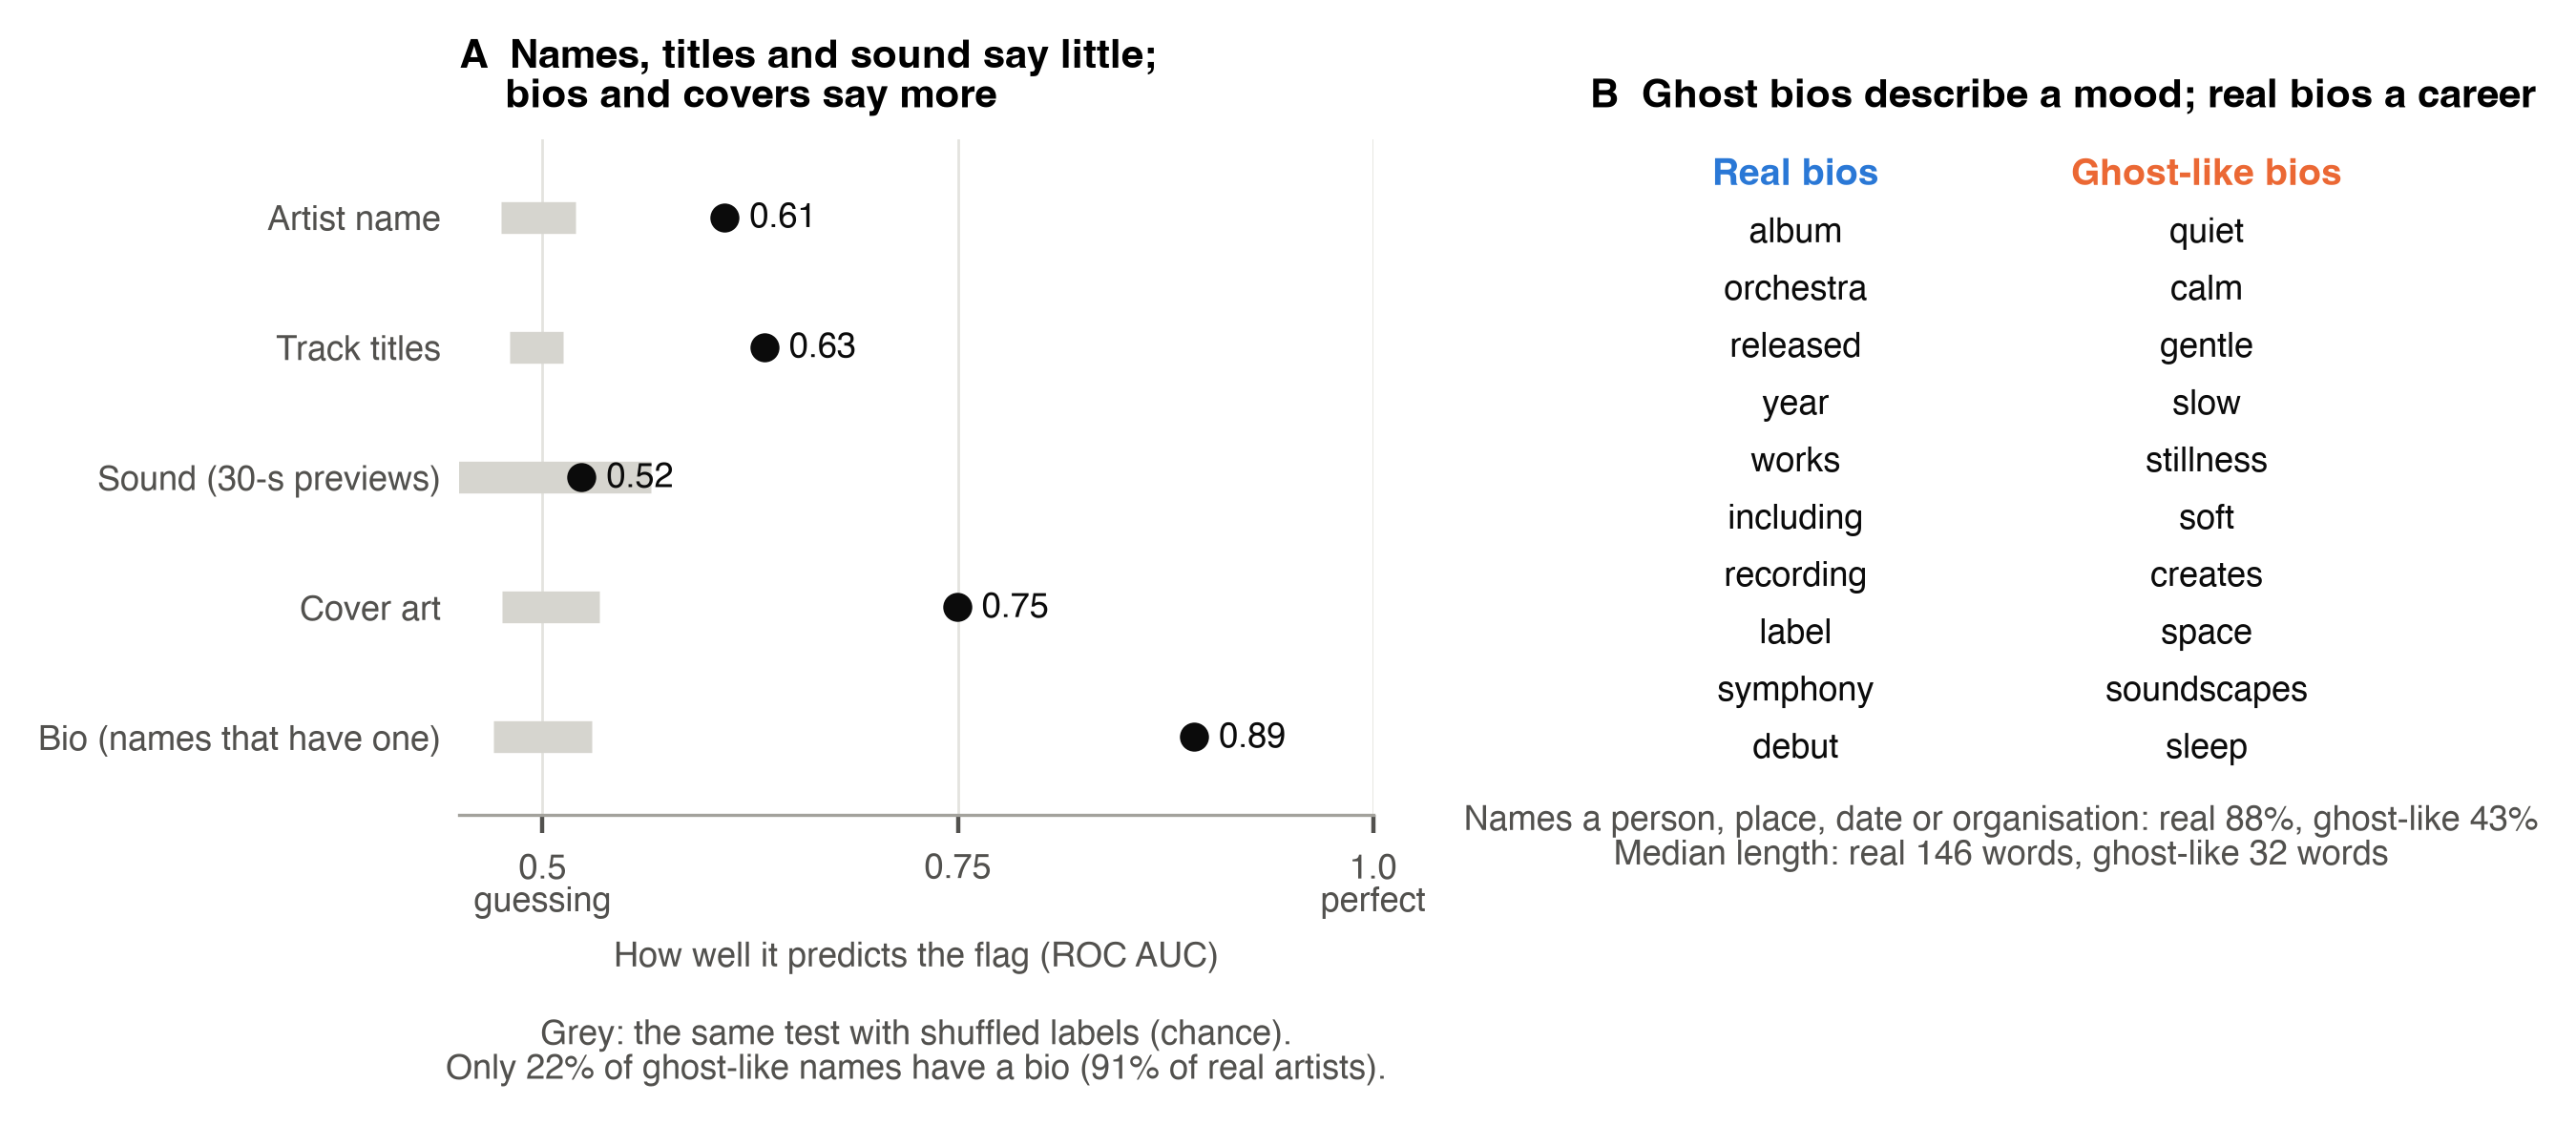 A Names, titles and sound say little;
bios and covers say more
Artist name
0.61
Track titles
0.63
Sound (30-s previews)
0.52
Cover art
0.75
Bio (names that have one)
0.89
0.5
guessing
0.75
1.0
perfect
How well it predicts the flag (ROC AUC)
Grey: the same test with shuffled labels (chance).
Only 22% of ghost-like names have a bio (91% of real artists).
B Ghost bios describe a mood; real bios a career
Real bios
album
orchestra
released
year
works
including
recording
label
symphony
debut
Ghost-like bios
quiet
calm
gentle
slow
stillness
soft
creates
space
soundscapes
sleep
Names a person, place, date or organisation: real 88%, ghost-like 43%
Median length: real 146 words, ghost-like 32 words